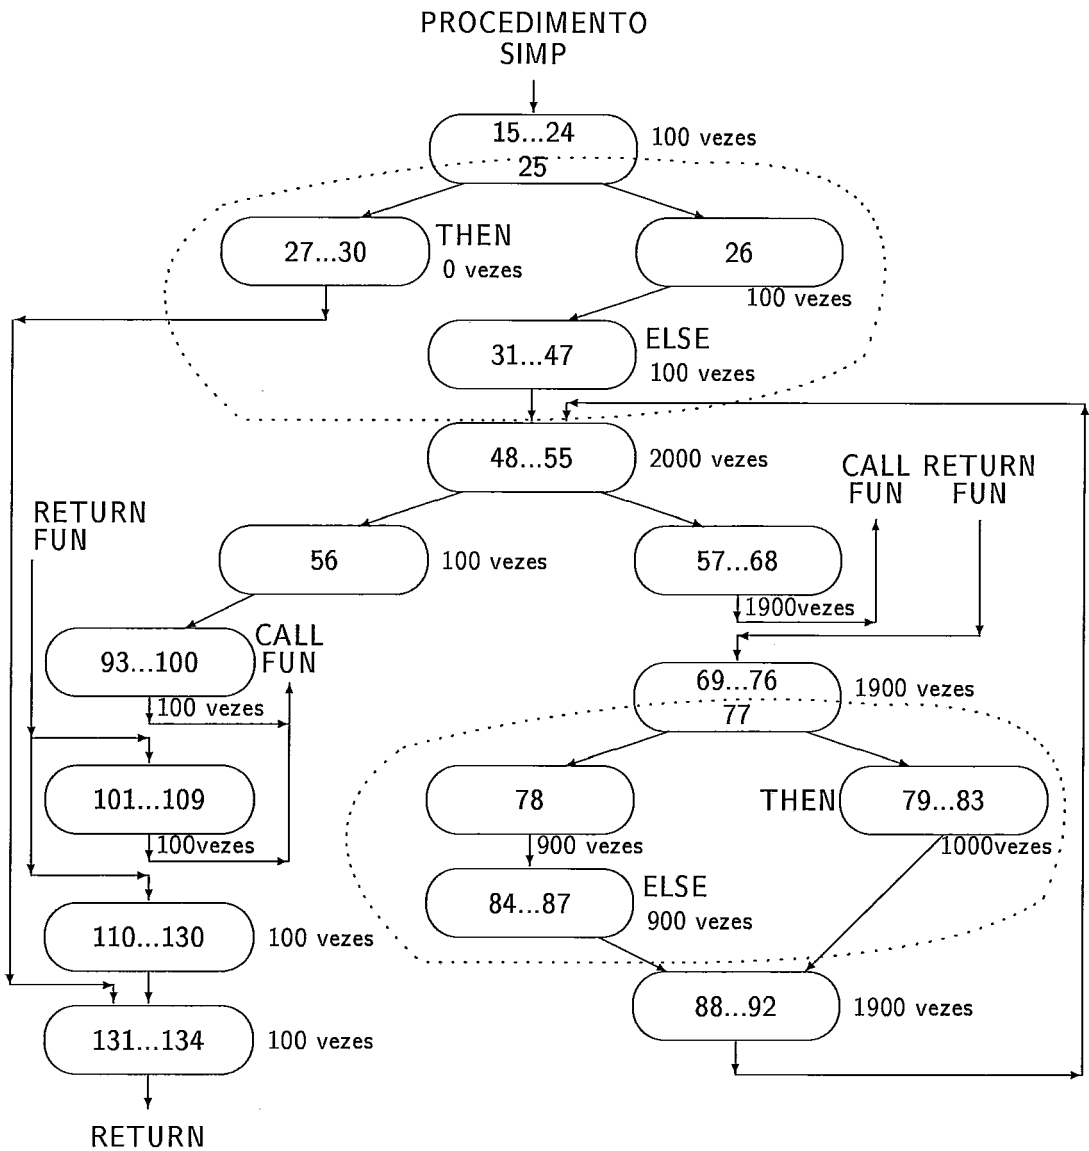 PROCEDIMENTO
SIMP
15...24
25
100 vezes
27...30
THEN
0 vezes
26
100 vezes
31...47
ELSE
100 vezes
48...55
2000 vezes
CALL
FUN
RETURN
FUN
RETURN
FUN
56
100 vezes
57...68
1900vezes
93...100
CALL
FUN
100 vezes
69...76
77
1900 vezes
101...109
100vezes
78
900 vezes
THEN
79...83
1000vezes
84...87
ELSE
900 vezes
110...130
100 vezes
88...92
1900 vezes
131...134
100 vezes
RETURN